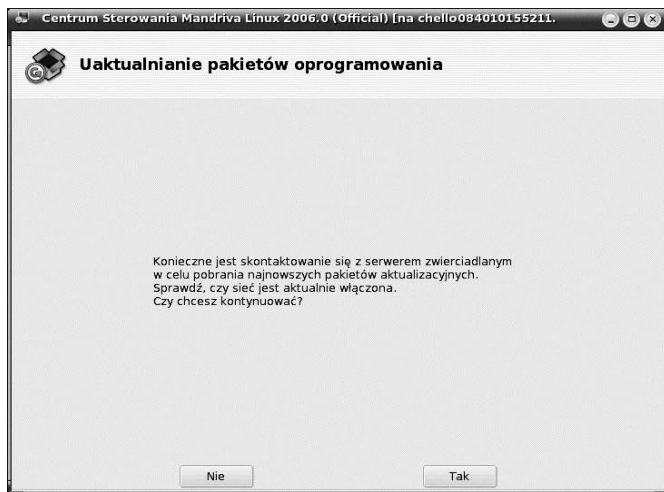 Centrum Sterowania Mandriva Linux 2006.0 (Official) [na chello084010155211.
Uaktualnianie pakietów oprogramowania
Konieczne jest skontaktowanie się z serwerem zwierciadlanym
w celu pobrania najnowszych pakietów aktualizacyjnych.
Sprawdź, czy sieć jest aktualnie włączona.
Czy chcesz kontynuować?
Nie
Tak